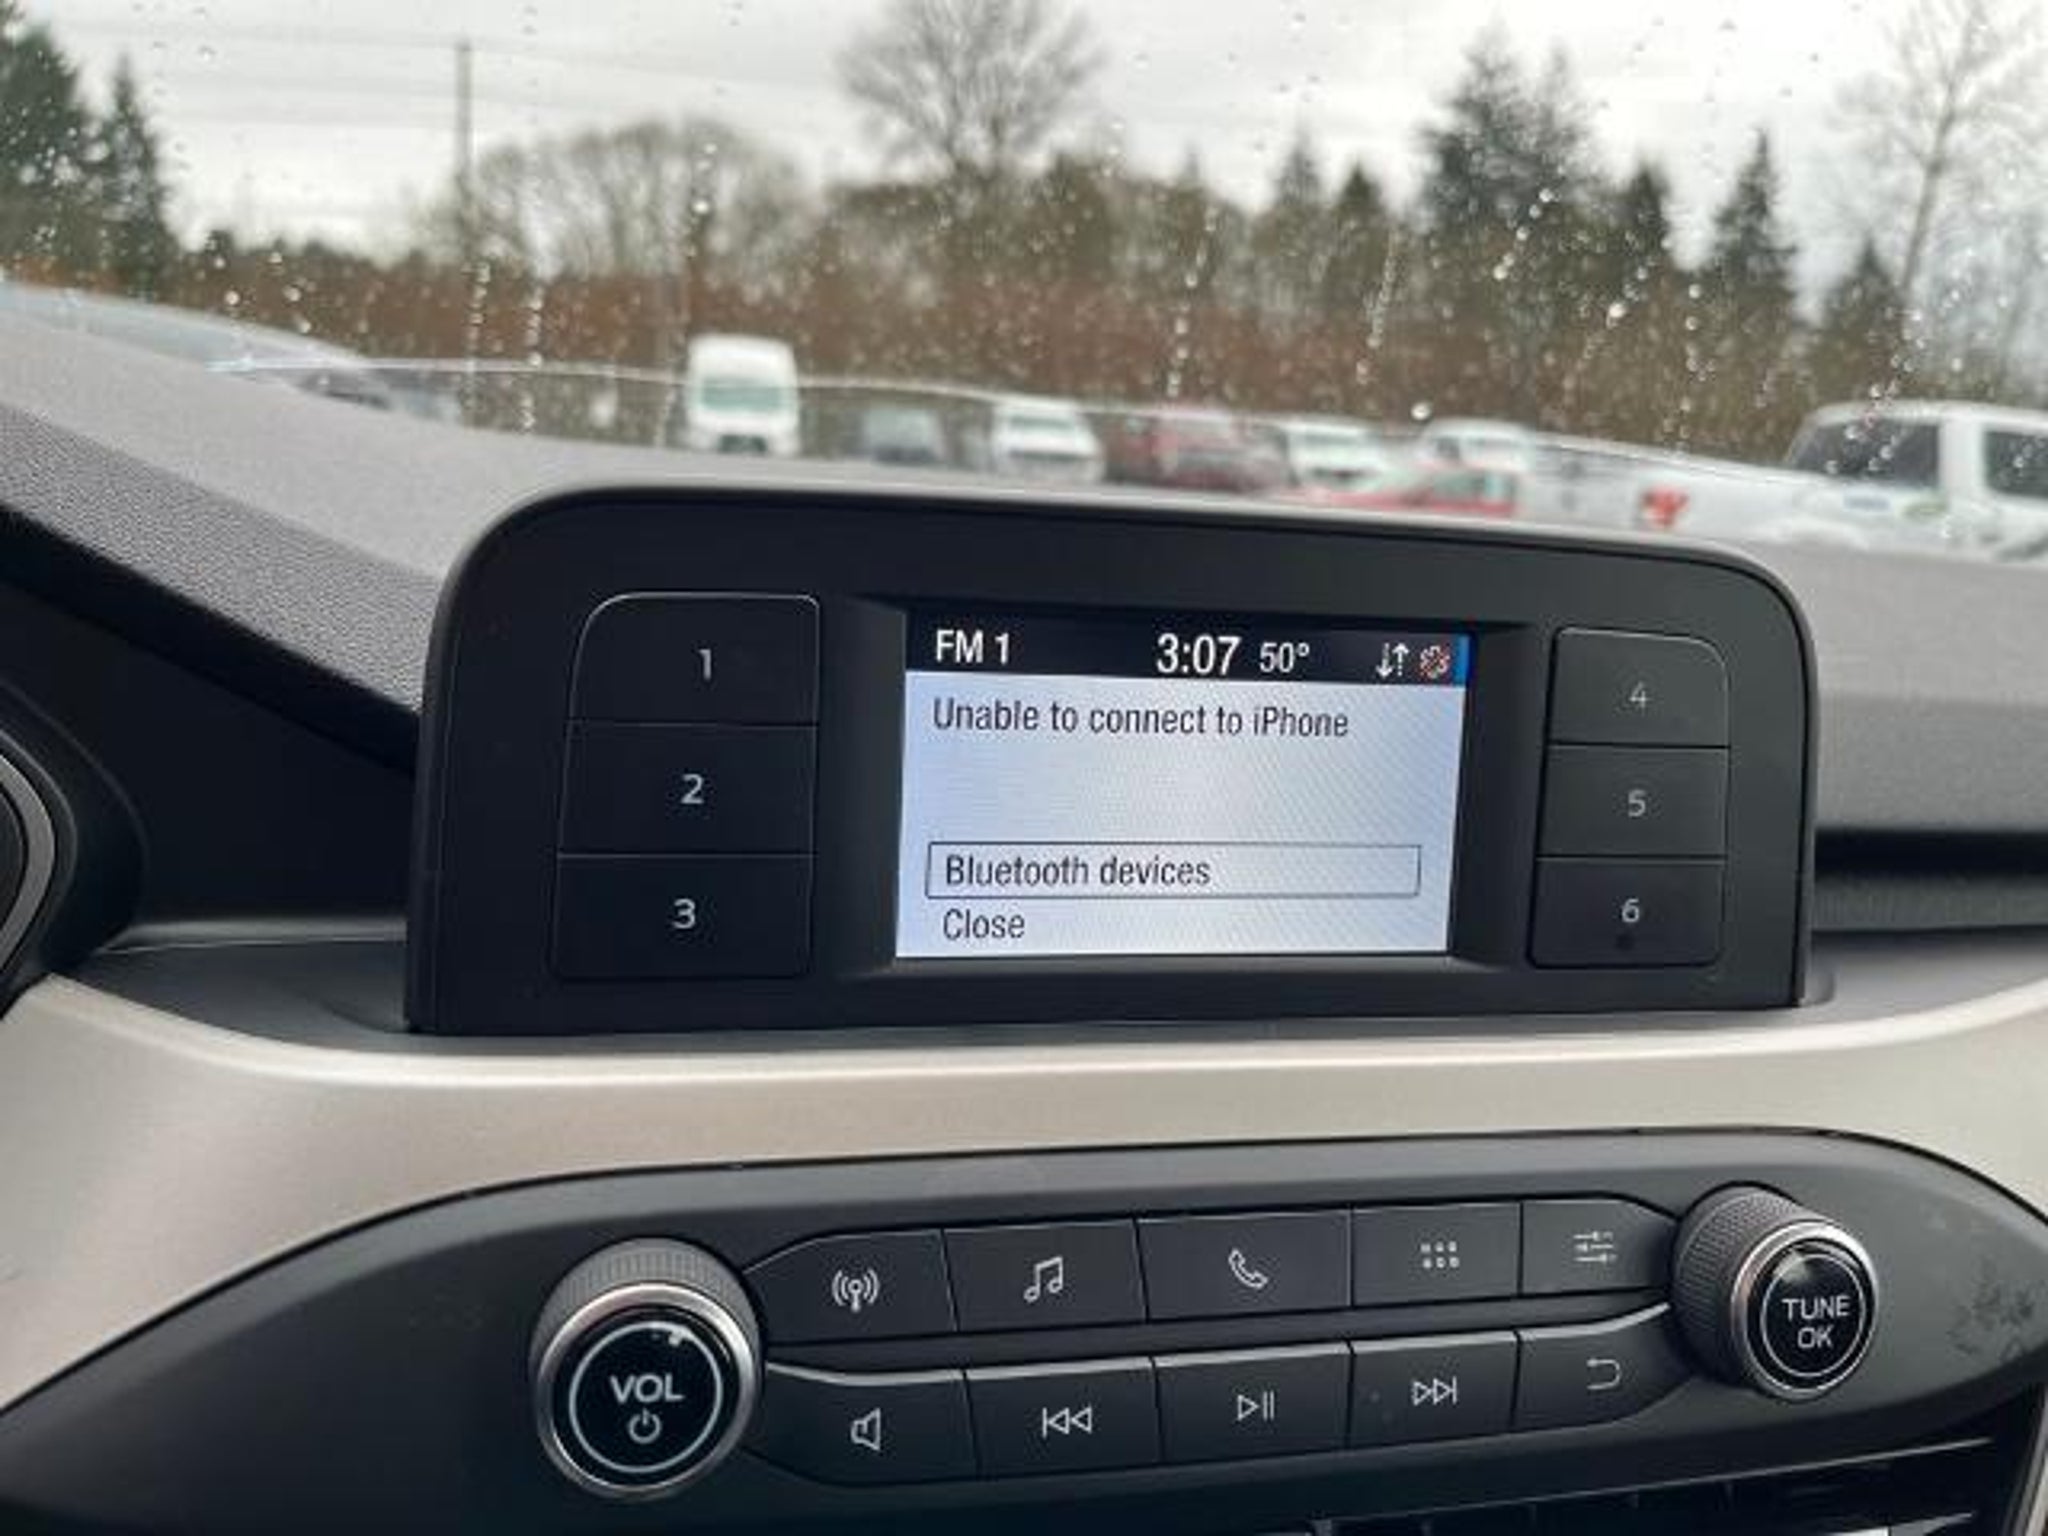 FM 1 3:07 50°
Unable to connect to iPhone
Bluetooth devices
Close
1
2
3
4
5
6
VOL
TUNE
OK